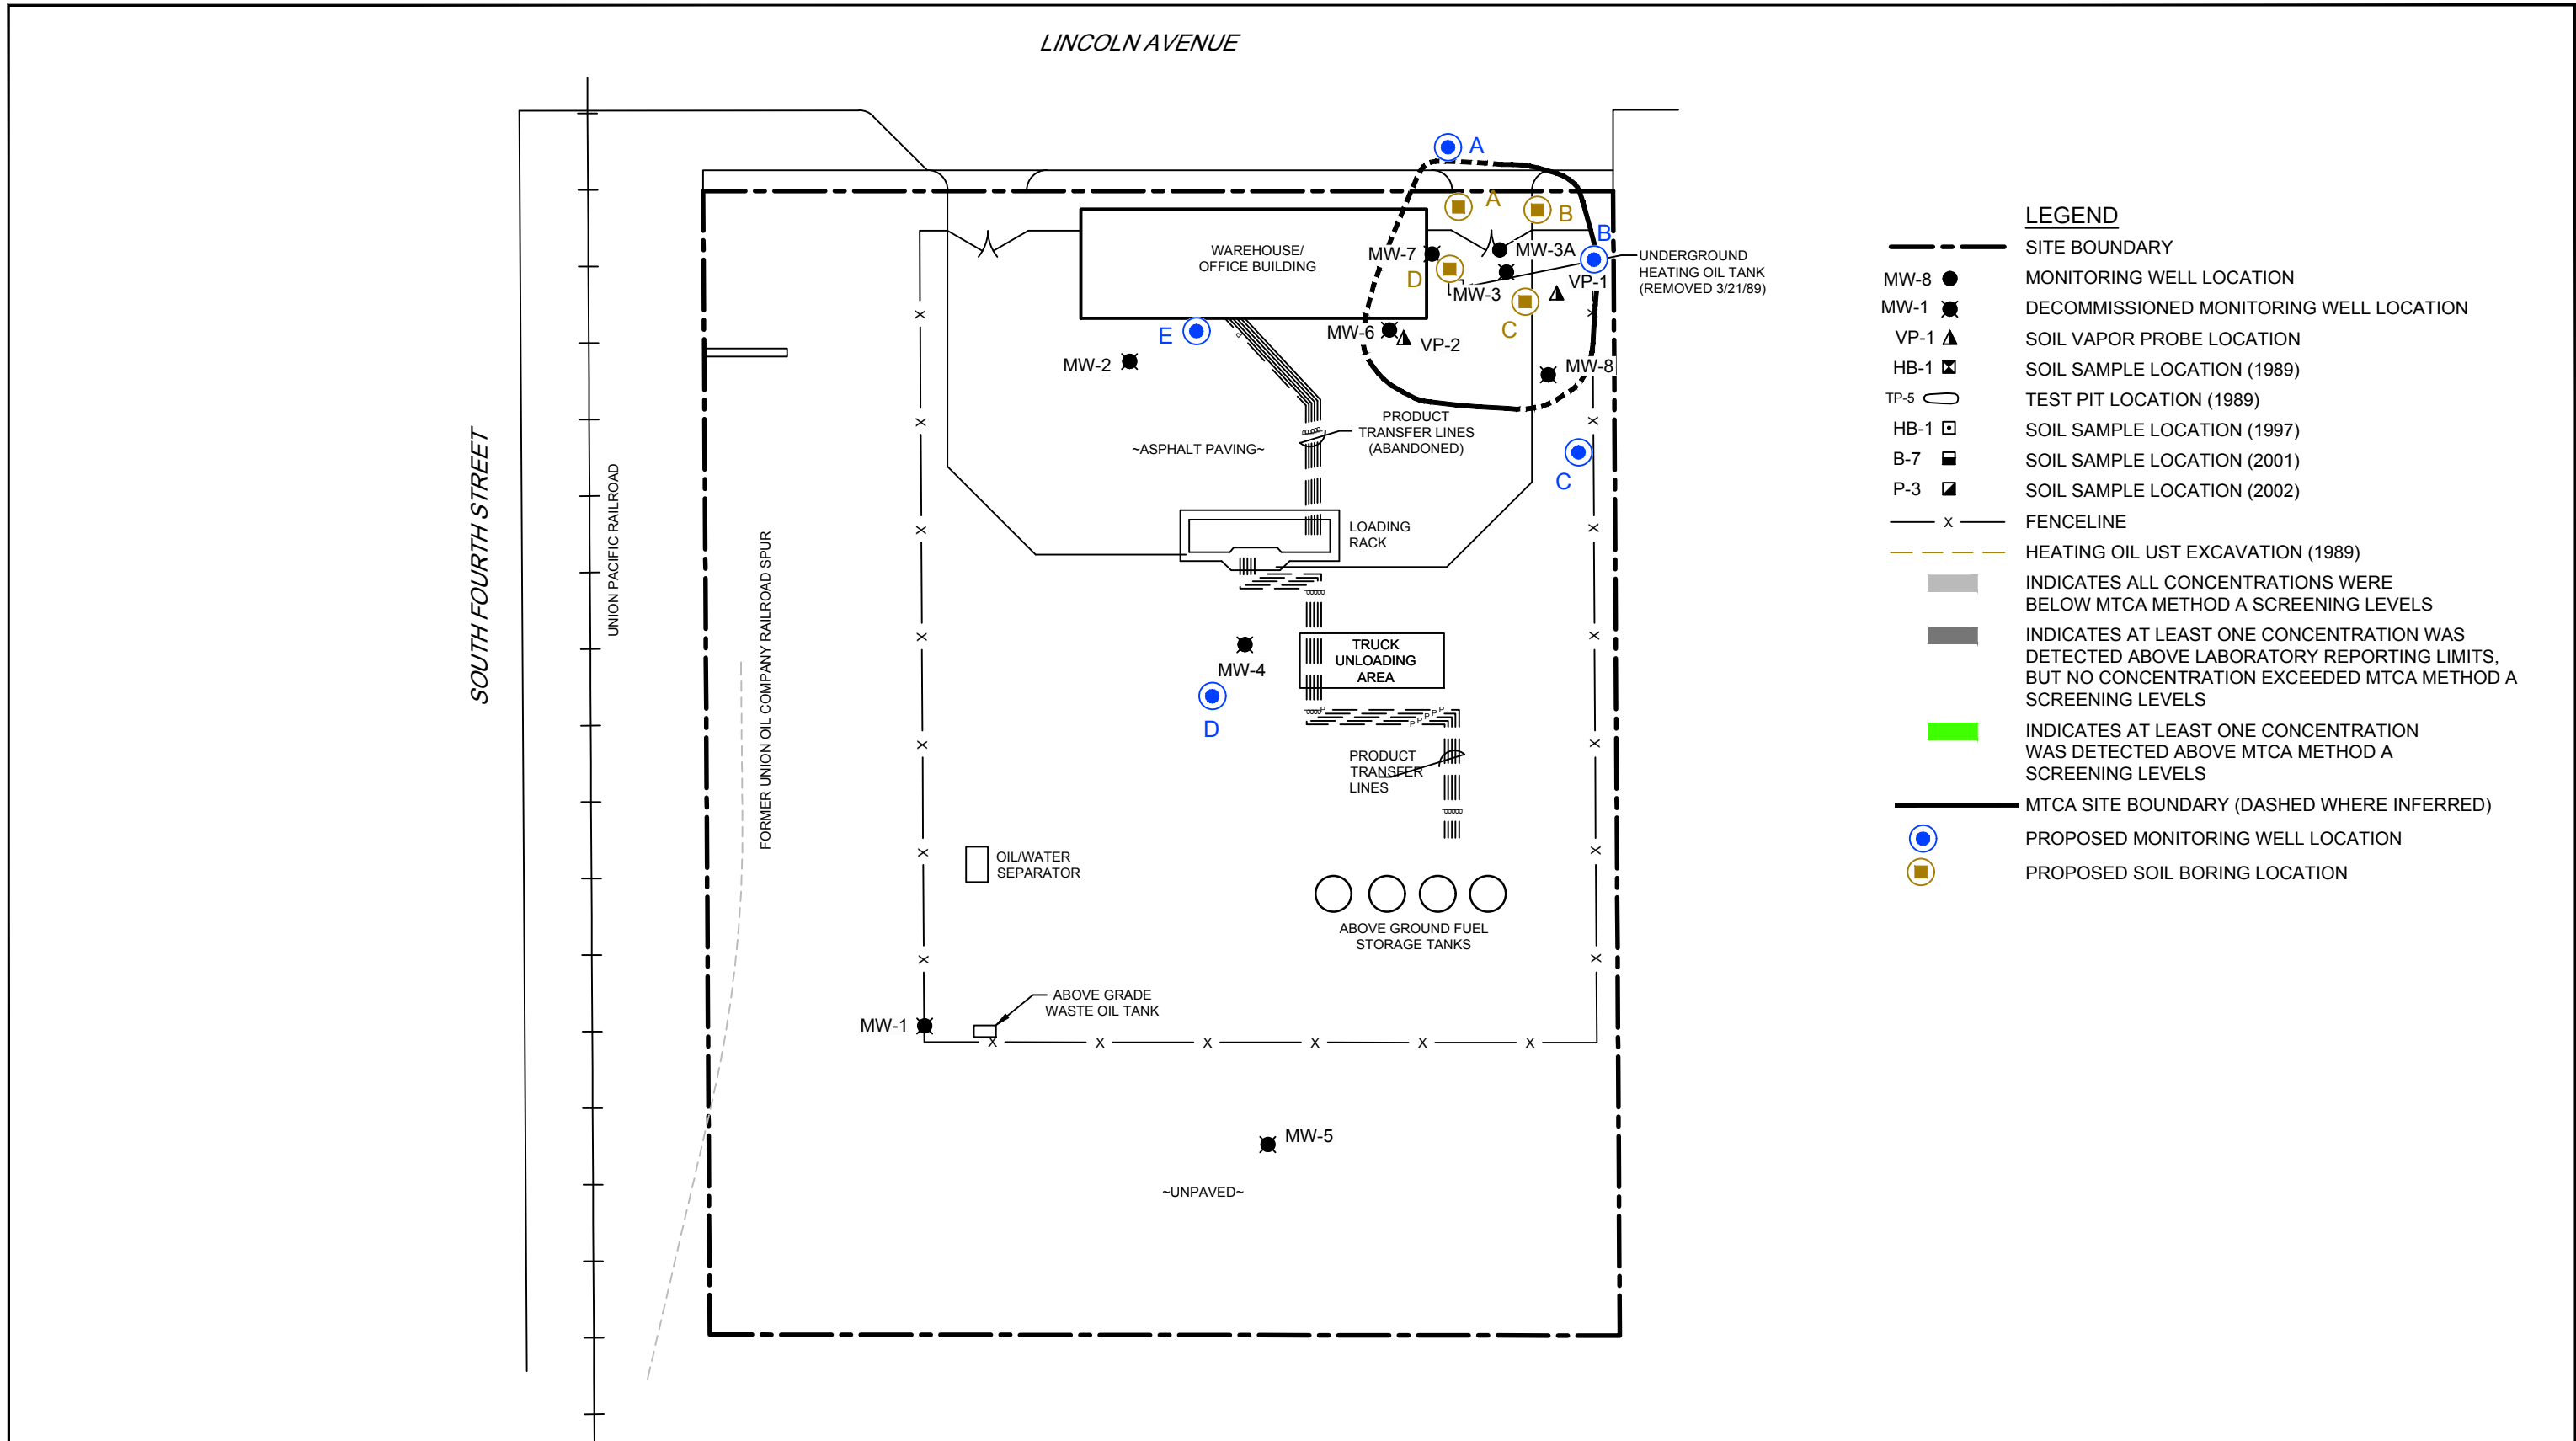 LINCOLN AVENUE
SOUTH FOURTH STREET
UNION PACIFIC RAILROAD
FORMER UNION OIL COMPANY RAILROAD SPUR
A
A
B
B
WAREHOUSE/
OFFICE BUILDING
MW-7
MW-3A
D
MW-3
VP-1
C
UNDERGROUND
HEATING OIL TANK
(REMOVED 3/21/89)
E
MW-6
VP-2
MW-2
MW-8
PRODUCT
TRANSFER LINES
(ABANDONED)
~ASPHALT PAVING~
C
LOADING
RACK
MW-4
TRUCK
UNLOADING
AREA
D
PRODUCT
TRANSFER
LINES
OIL/WATER
SEPARATOR
ABOVE GROUND FUEL
STORAGE TANKS
ABOVE GRADE
WASTE OIL TANK
MW-1
MW-5
~UNPAVED~
LEGEND
SITE BOUNDARY
MW-8 MONITORING WELL LOCATION
MW-1 DECOMMISSIONED MONITORING WELL LOCATION
VP-1 SOIL VAPOR PROBE LOCATION
HB-1 SOIL SAMPLE LOCATION (1989)
TP-5 TEST PIT LOCATION (1989)
HB-1 SOIL SAMPLE LOCATION (1997)
B-7 SOIL SAMPLE LOCATION (2001)
P-3 SOIL SAMPLE LOCATION (2002)
X FENCELINE
HEATING OIL UST EXCAVATION (1989)
INDICATES ALL CONCENTRATIONS WERE
BELOW MTCA METHOD A SCREENING LEVELS
INDICATES AT LEAST ONE CONCENTRATION WAS
DETECTED ABOVE LABORATORY REPORTING LIMITS,
BUT NO CONCENTRATION EXCEEDED MTCA METHOD A
SCREENING LEVELS
INDICATES AT LEAST ONE CONCENTRATION
WAS DETECTED ABOVE MTCA METHOD A
SCREENING LEVELS
MTCA SITE BOUNDARY (DASHED WHERE INFERRED)
PROPOSED MONITORING WELL LOCATION
PROPOSED SOIL BORING LOCATION